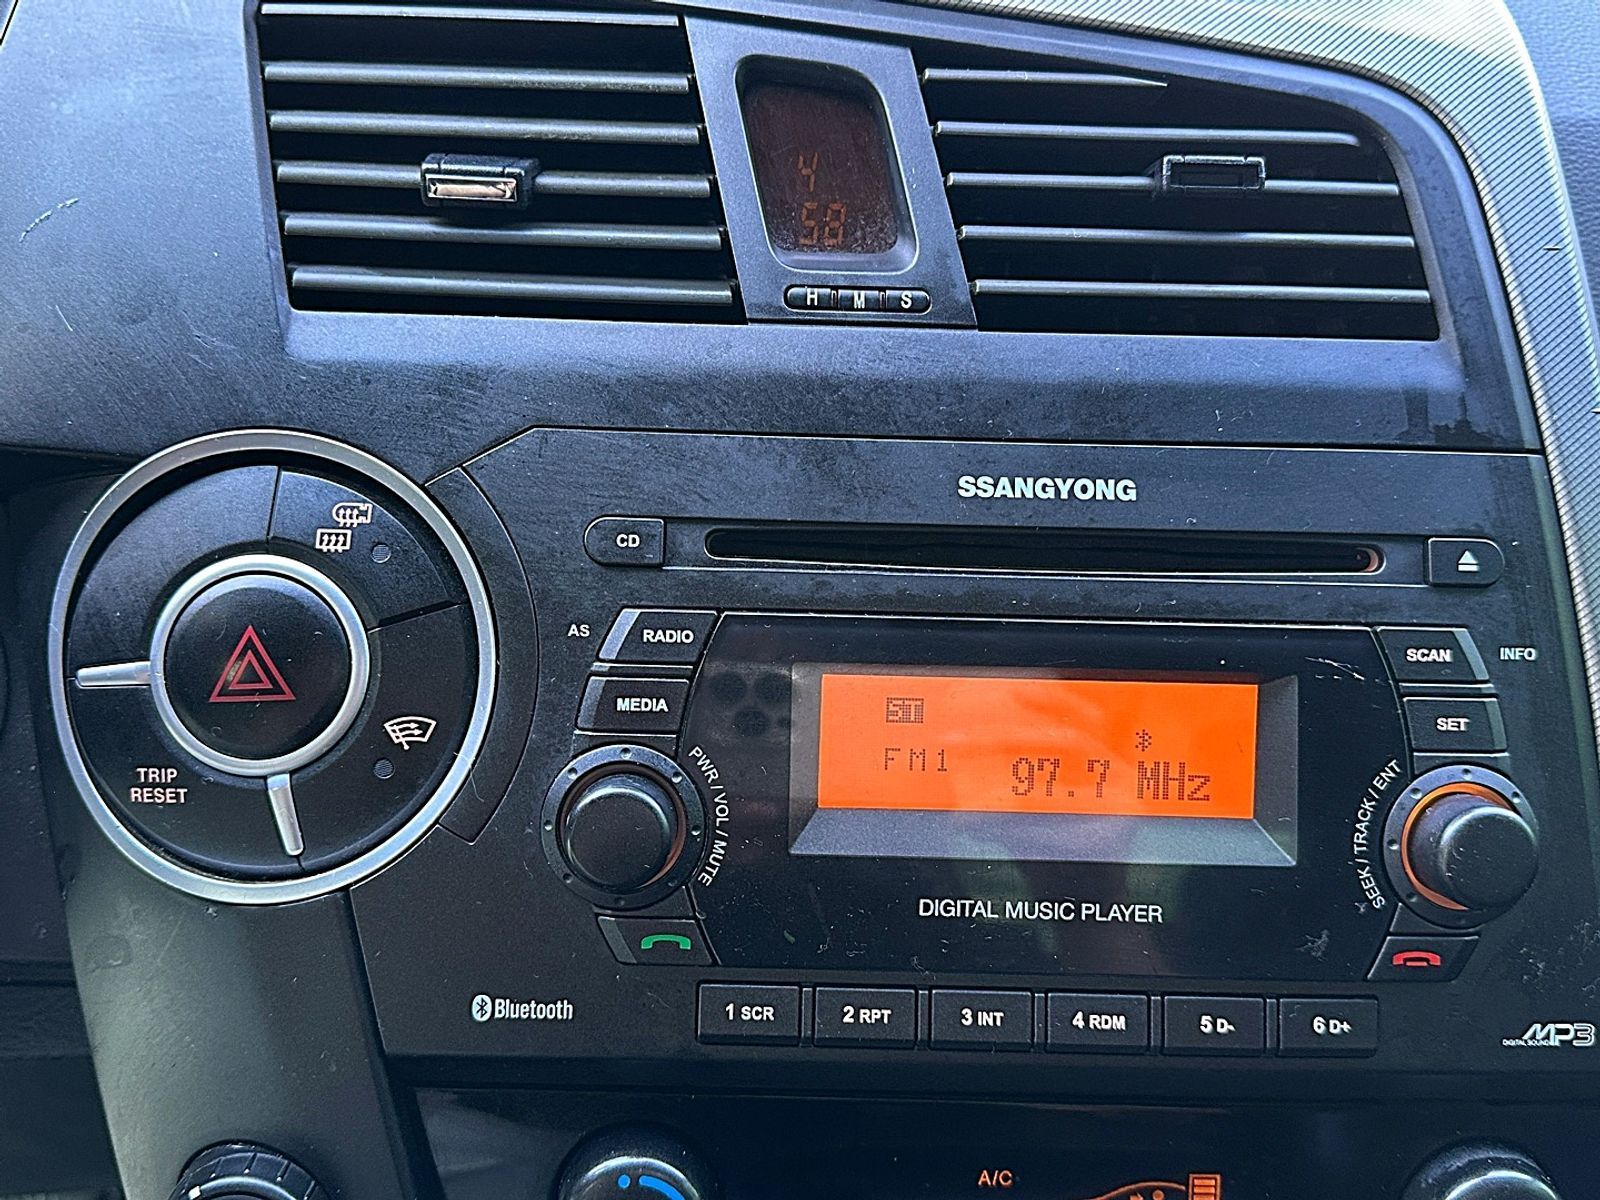 4
58
H M S
SSANGYONG
CD
AS RADIO
SCAN INFO
MEDIA
SET
ST
FM1 97.7 MHz
PWR / VOL / MUTE
SEEK / TRACK / ENT
TRIP
RESET
DIGITAL MUSIC PLAYER
Bluetooth
1 SCR 2 RPT 3 INT 4 RDM 5 D- 6 D+
MP3
DIGITAL SOUND
A/C